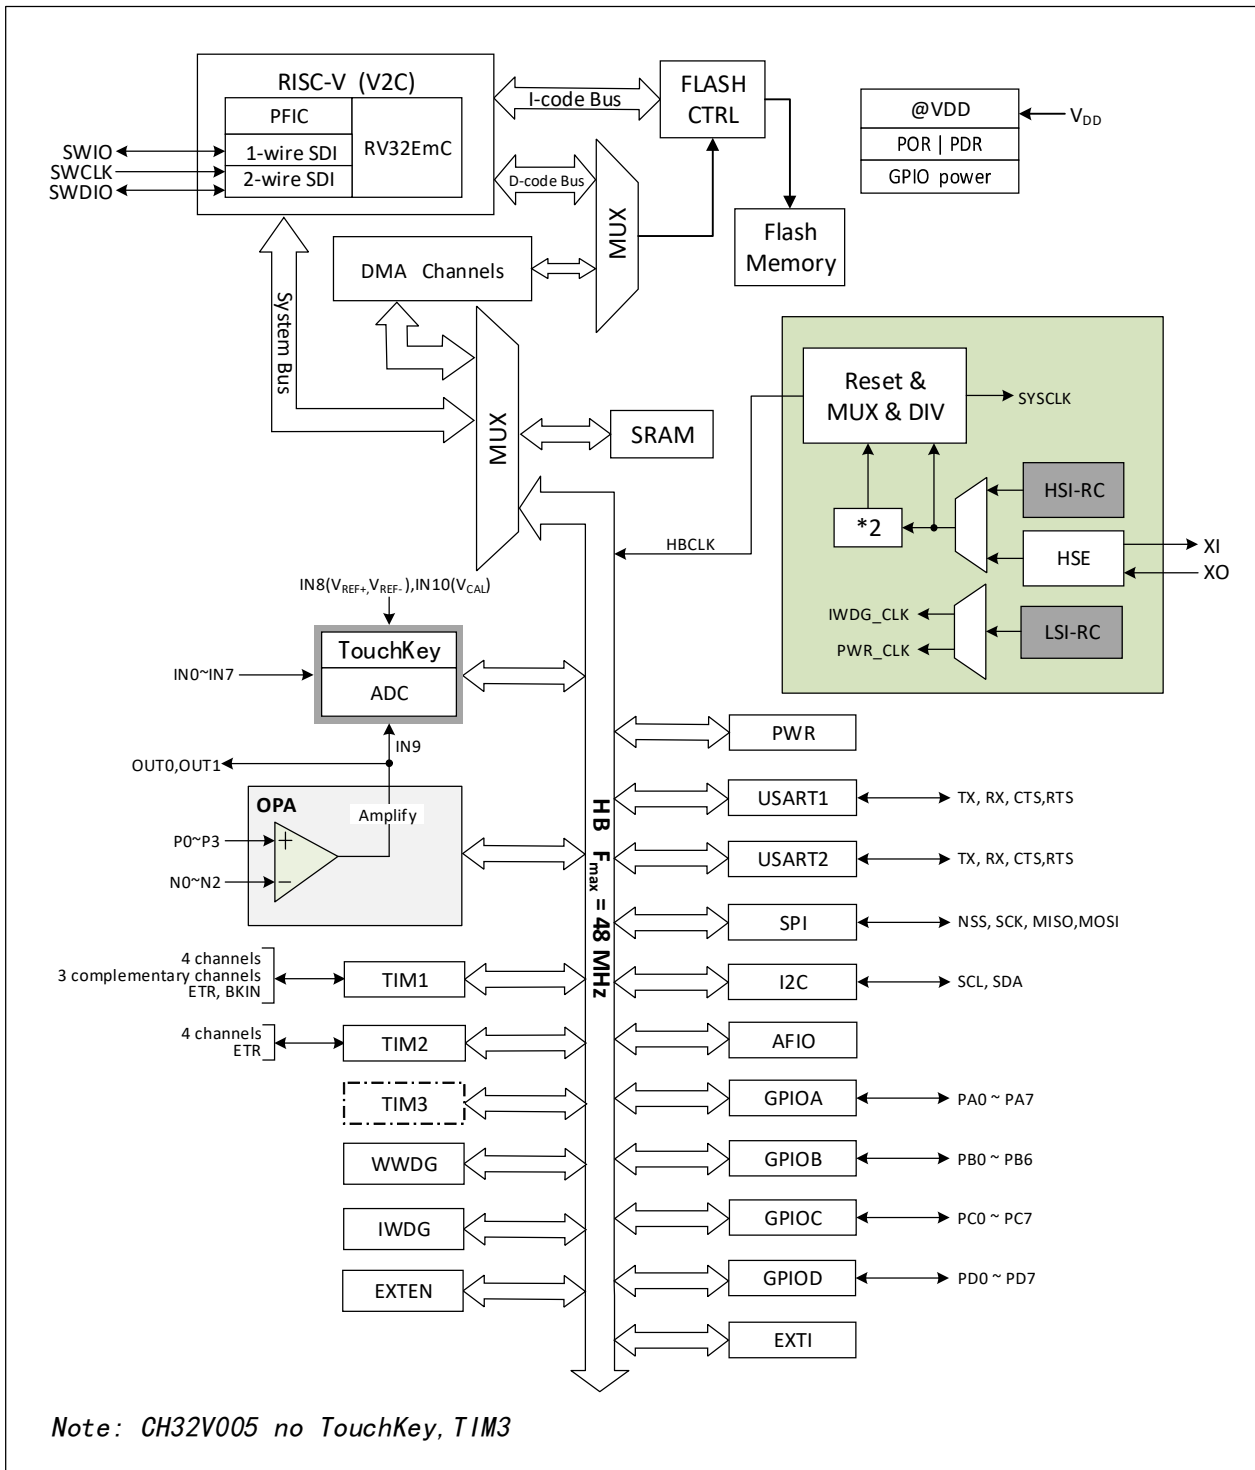 RISC-V (V2C)
PFIC
1-wire SDI
2-wire SDI
RV32EmC
SWIO
SWCLK
SWDIO
I-code Bus
D-code Bus
FLASH
CTRL
MUX
Flash
Memory
@VDD
POR | PDR
GPIO power
VDD
DMA Channels
System Bus
MUX
SRAM
Reset &
MUX & DIV
SYSCLK
HSI-RC
*2
HSE
XI
XO
HBCLK
IWDG_CLK
PWR_CLK
LSI-RC
IN8(VREF+,VREF-),IN10(VCAL)
TouchKey
ADC
IN0~IN7
IN9
OUT0,OUT1
OPA
Amplify
P0~P3
+
N0~N2
−
HB Fmax = 48 MHz
4 channels
3 complementary channels
ETR, BKIN
TIM1
4 channels
ETR
TIM2
TIM3
WWDG
IWDG
EXTEN
PWR
USART1
TX, RX, CTS,RTS
USART2
TX, RX, CTS,RTS
SPI
NSS, SCK, MISO,MOSI
I2C
SCL, SDA
AFIO
GPIOA
PA0 ~ PA7
GPIOB
PB0 ~ PB6
GPIOC
PC0 ~ PC7
GPIOD
PD0 ~ PD7
EXTI
Note: CH32V005 no TouchKey, TIM3